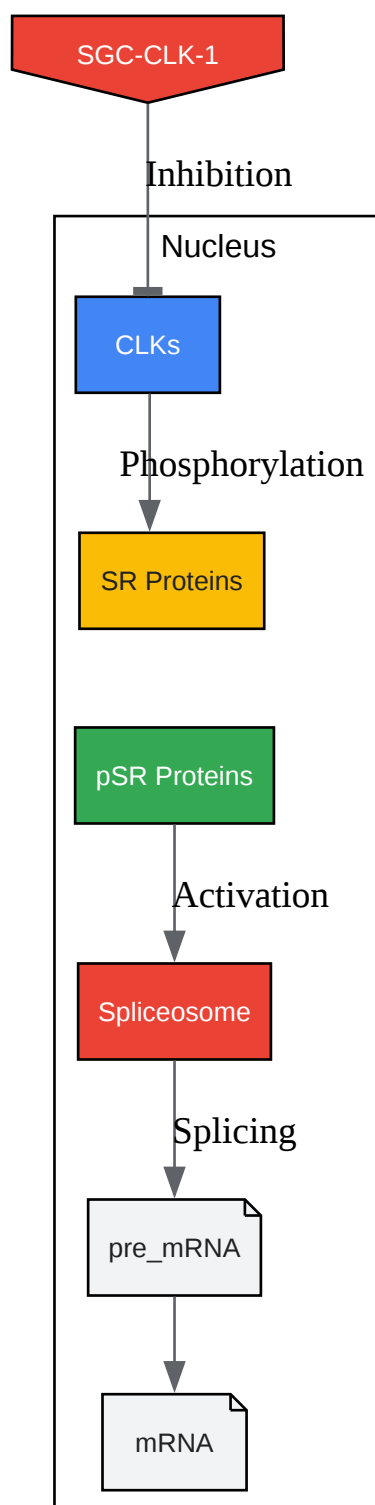 SGC-CLK-1
Inhibition
Nucleus
CLKs
Phosphorylation
SR Proteins
pSR Proteins
Activation
Spliceosome
Splicing
pre_mRNA
mRNA